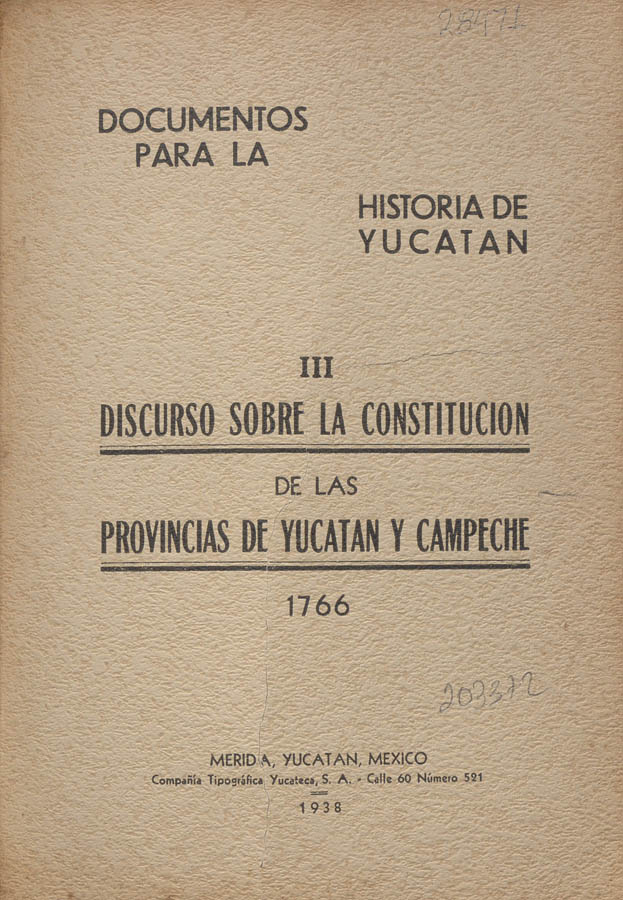 DOCUMENTOS
PARA LA
HISTORIA DE
YUCATAN
III
DISCURSO SOBRE LA CONSTITUCION
DE LAS
PROVINCIAS DE YUCATAN Y CAMPECHE
1766
203372
MERIDA, YUCATAN, MEXICO
Compañía Tipográfica Yucateca, S. A. - Calle 60 Número 521
1938